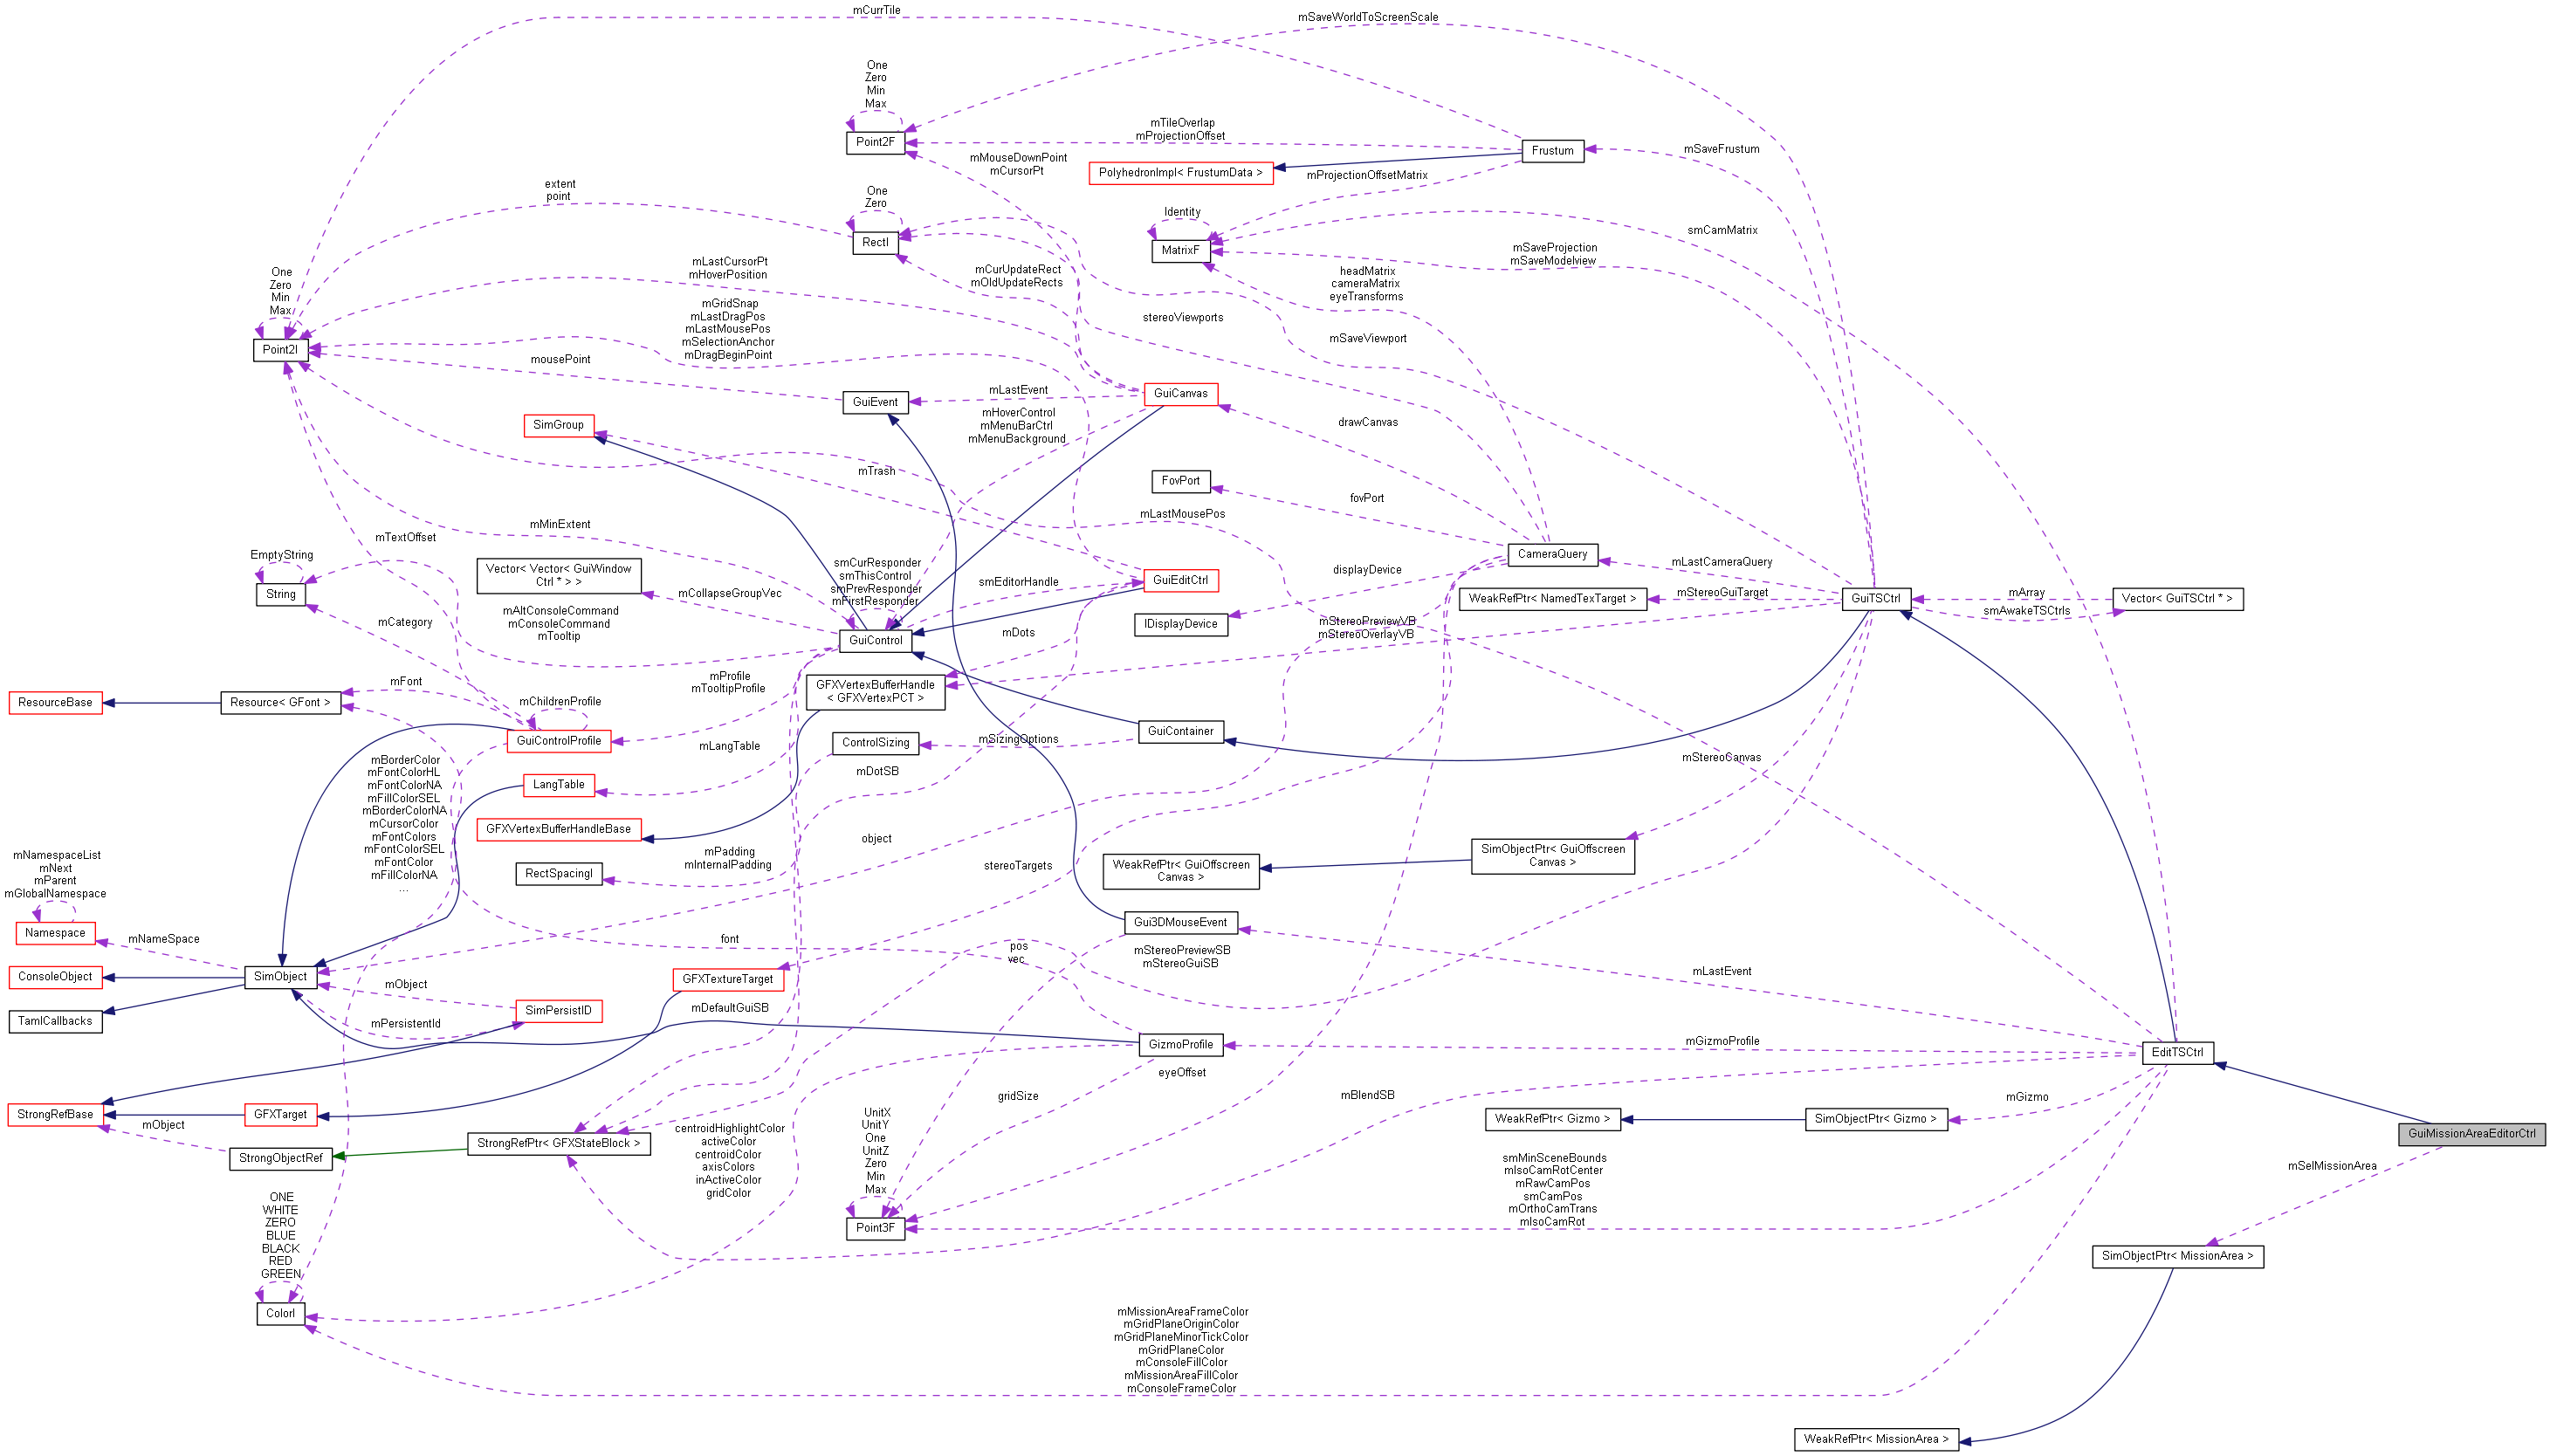 mCurrTile
mSaveWorldToScreenScale
One
Zero
Min
Max
Point2F
mTileOverlap
mProjectionOffset
Frustum
mSaveFrustum
mMouseDownPoint
mCursorPt
PolyhedronImpl< FrustumData >
mProjectionOffsetMatrix
extent
point
One
Zero
RectI
Identity
MatrixF
smCamMatrix
mSaveProjection
mSaveModelview
mLastCursorPt
mHoverPosition
mCurUpdateRect
mOldUpdateRects
headMatrix
cameraMatrix
eyeTransforms
One
Zero
Min
Max
Point2I
mGridSnap
mLastDragPos
mLastMousePos
mSelectionAnchor
mDragBeginPoint
stereoViewports
mSaveViewport
mousePoint
GuiEvent
mLastEvent
GuiCanvas
SimGroup
mHoverControl
mMenuBarCtrl
mMenuBackground
drawCanvas
mTrash
FovPort
fovPort
mMinExtent
mTextOffset
mLastMousePos
EmptyString
String
Vector< Vector< GuiWindow
Ctrl * > >
mCollapseGroupVec
smCurResponder
smThisControl
smPrevResponder
mFirstResponder
GuiControl
smEditorHandle
GuiEditCtrl
CameraQuery
mLastCameraQuery
displayDevice
IDisplayDevice
WeakRefPtr< NamedTexTarget >
mStereoGuiTarget
GuiTSCtrl
mArray
smAwakeTSCtrls
Vector< GuiTSCtrl * >
mAltConsoleCommand
mConsoleCommand
mTooltip
mCategory
mDots
mStereoPreviewVB
mStereoOverlayVB
mFont
mProfile
mTooltipProfile
GFXVertexBufferHandle
< GFXVertexPCT >
ResourceBase
Resource< GFont >
mChildrenProfile
GuiControlProfile
mLangTable
ControlSizing
mSizingOptions
GuiContainer
mStereoCanvas
mBorderColor
mFontColorHL
mFontColorNA
mFillColorSEL
mBorderColorNA
mCursorColor
mFontColors
mFontColorSEL
mFontColor
mFillColorNA
...
LangTable
mDotSB
GFXVertexBufferHandleBase
object
mPadding
mInternalPadding
RectSpacingI
stereoTargets
WeakRefPtr< GuiOffscreen
Canvas >
SimObjectPtr< GuiOffscreen
Canvas >
mNamespaceList
mNext
mParent
mGlobalNamespace
Namespace
mNameSpace
font
pos
vec
Gui3DMouseEvent
mStereoPreviewSB
mStereoGuiSB
mLastEvent
ConsoleObject
SimObject
mObject
GFXTextureTarget
TamlCallbacks
mPersistentId
SimPersistID
mDefaultGuiSB
GizmoProfile
mGizmoProfile
EditTSCtrl
eyeOffset
gridSize
mBlendSB
mGizmo
StrongRefBase
GFXTarget
mObject
StrongObjectRef
StrongRefPtr< GFXStateBlock >
centroidHighlightColor
activeColor
centroidColor
axisColors
inActiveColor
gridColor
UnitX
UnitY
One
UnitZ
Zero
Min
Max
Point3F
WeakRefPtr< Gizmo >
SimObjectPtr< Gizmo >
GuiMissionAreaEditorCtrl
smMinSceneBounds
mIsoCamRotCenter
mRawCamPos
smCamPos
mOrthoCamTrans
mIsoCamRot
mSelMissionArea
ONE
WHITE
ZERO
BLUE
BLACK
RED
GREEN
ColorI
SimObjectPtr< MissionArea >
mMissionAreaFrameColor
mGridPlaneOriginColor
mGridPlaneMinorTickColor
mGridPlaneColor
mConsoleFillColor
mMissionAreaFillColor
mConsoleFrameColor
WeakRefPtr< MissionArea >